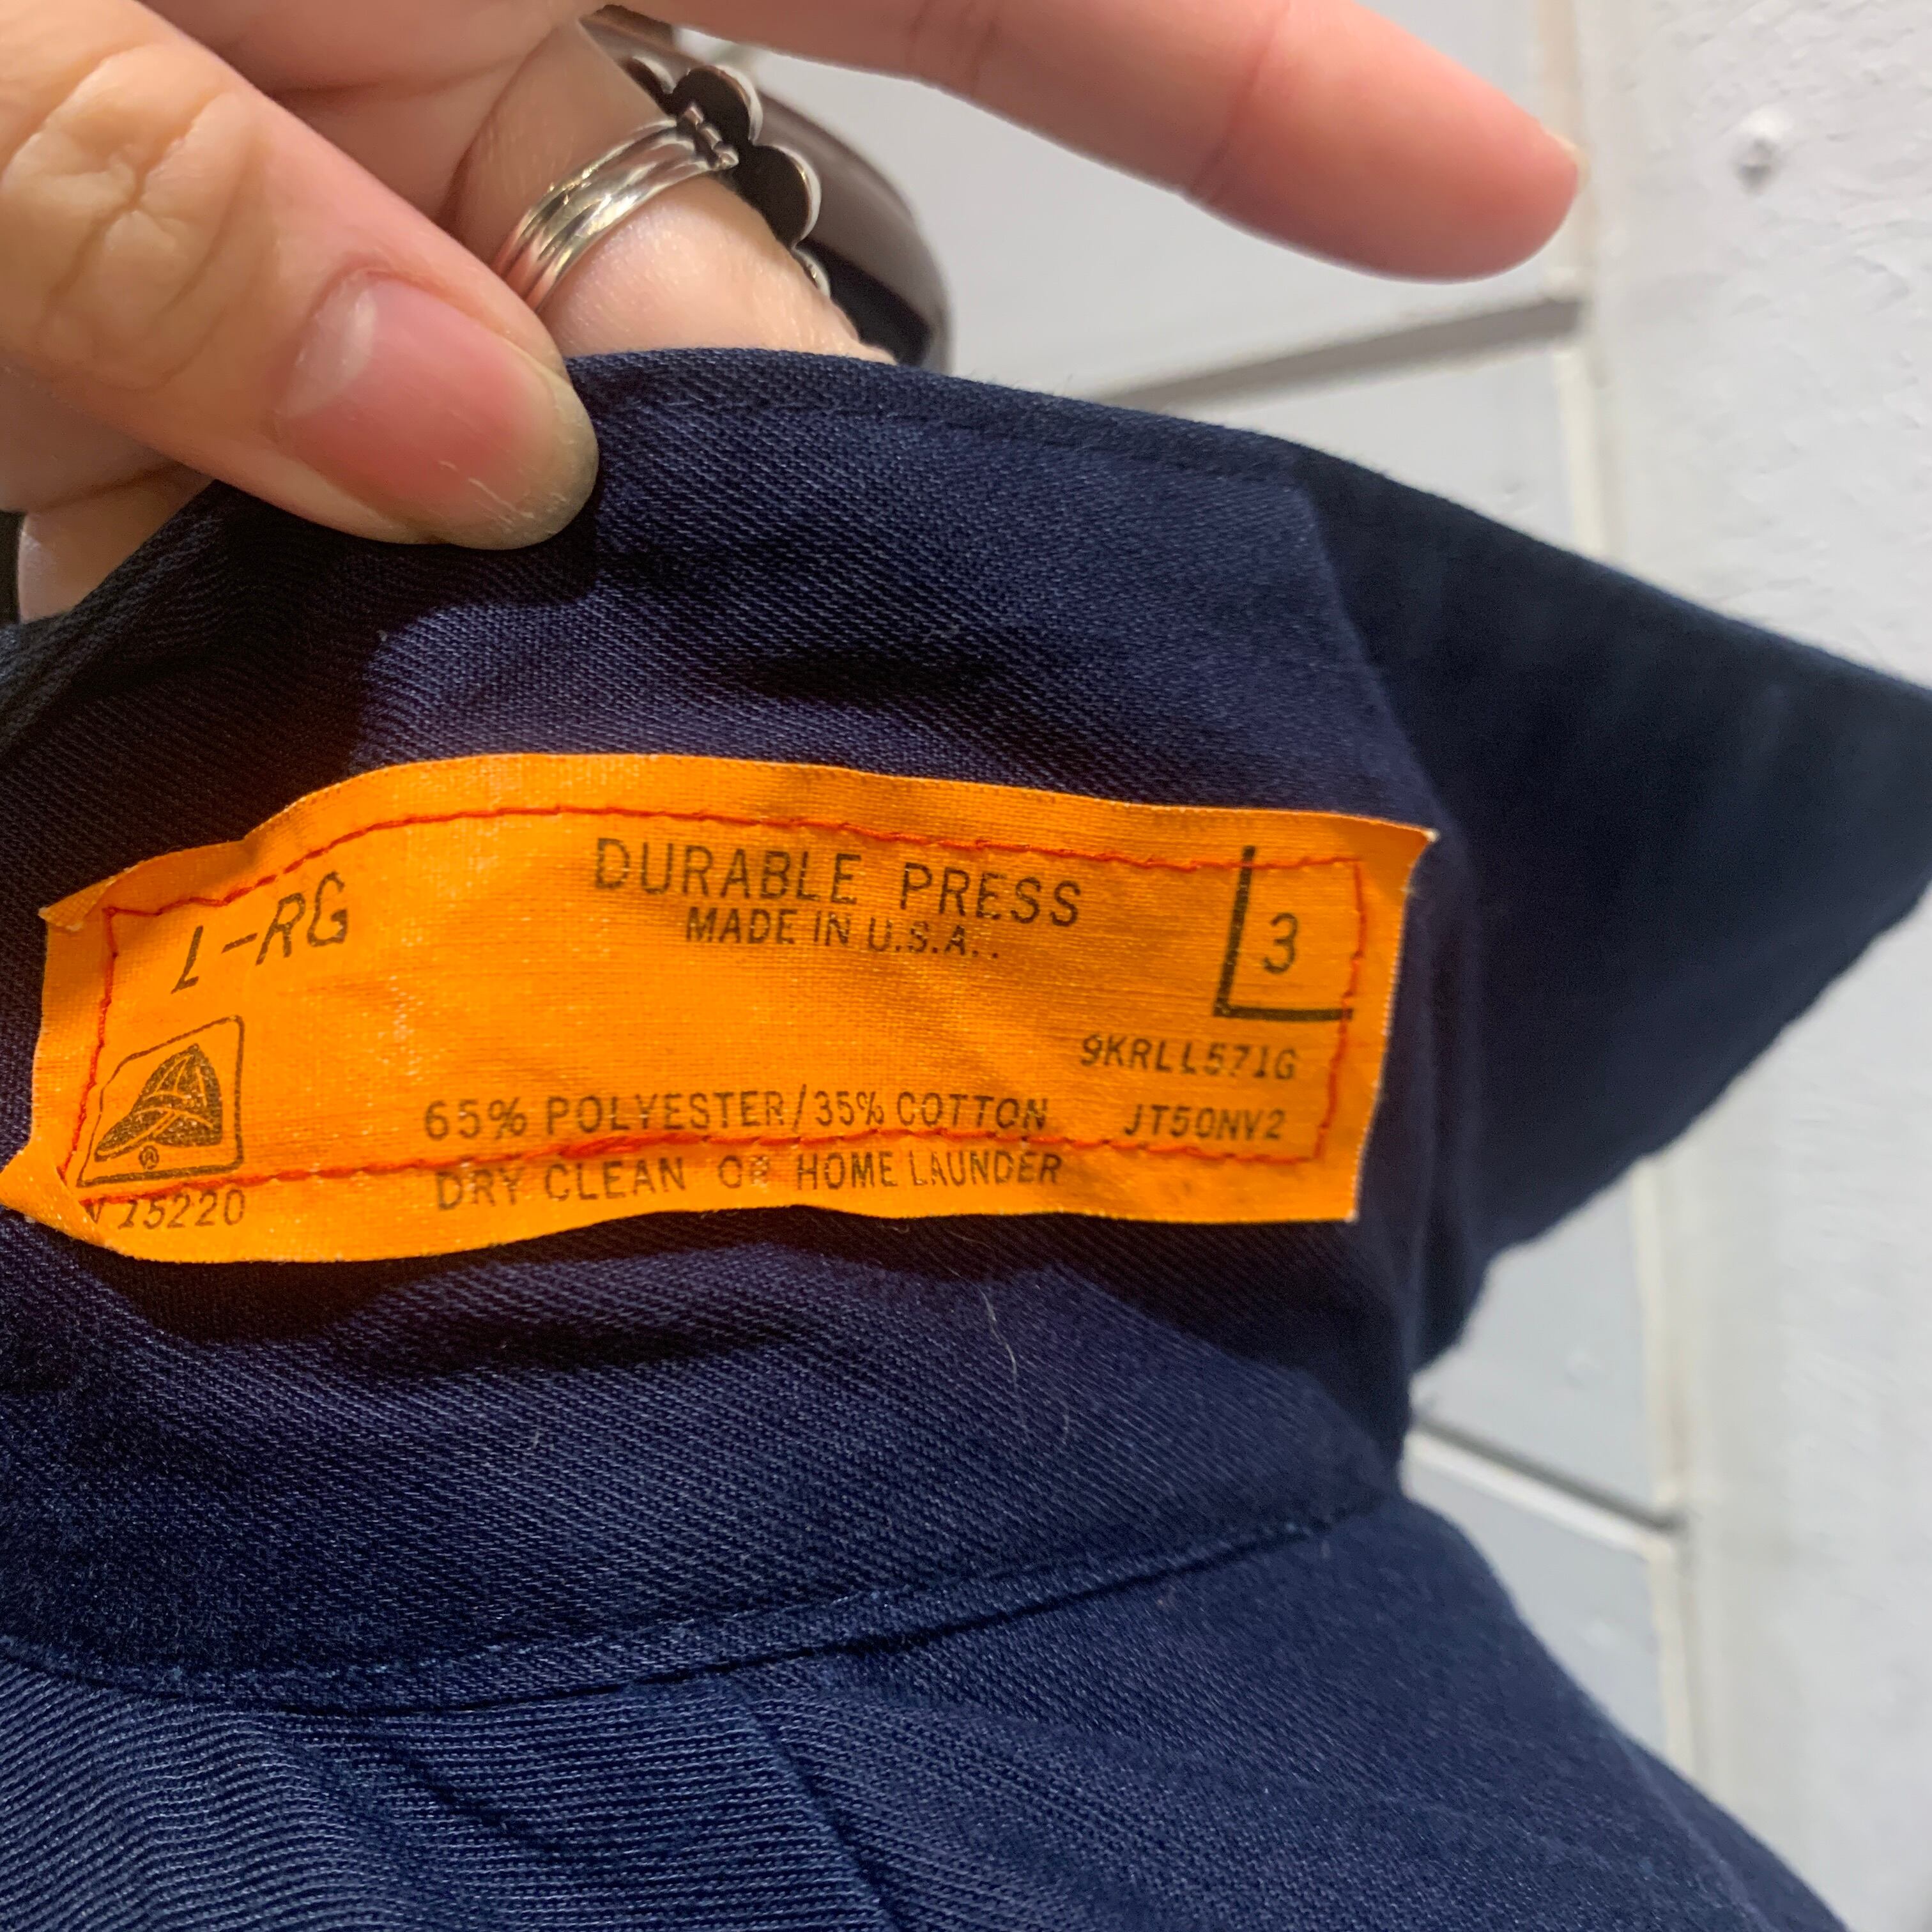 L-RG
DURABLE PRESS
MADE IN U.S.A..
3
9KRLL571G
65% POLYESTER/35% COTTON
JT50NV2
DRY CLEAN OR HOME LAUNDER
V 15220